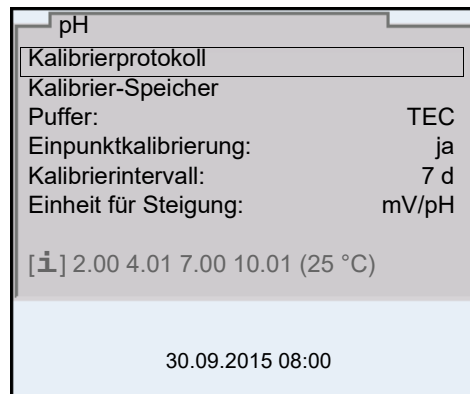 pH
Kalibrierprotokoll
Kalibrier-Speicher
Puffer: TEC
Einpunktkalibrierung: ja
Kalibrierintervall: 7 d
Einheit für Steigung: mV/pH
[i] 2.00 4.01 7.00 10.01 (25 °C)
30.09.2015 08:00